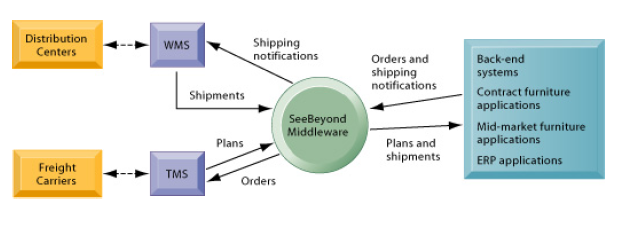 Distribution
Centers
WMS
Shipping
notifications
Shipments
Orders and
shipping
notifications
Back-end
systems
Contract furniture
applications
Mid-market furniture
applications
ERP applications
SeeBeyond
Middleware
Plans
Plans and
shipments
Freight
Carriers
TMS
Orders